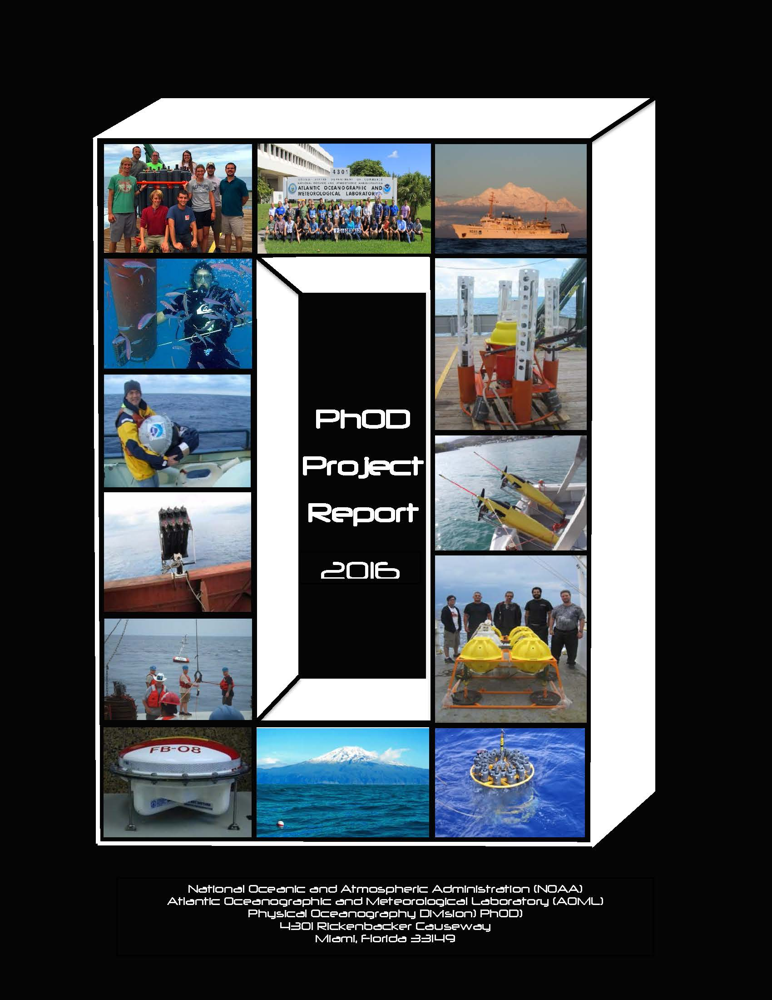 4301
UNITED STATES DEPARTMENT OF COMMERCE
NATIONAL OCEANIC AND ATMOSPHERIC ADMINISTRATION
ATLANTIC OCEANOGRAPHIC AND
METEOROLOGICAL LABORATORY
NOAA
HARTFORD
PhOD
Project
Report
2016
FB-08
National Oceanic and Atmospheric Administration (NOAA)
Atlantic Oceanographic and Meteorological Laboratory (AOML)
Physical Oceanography Division) PhOD)
4301 Rickenbacker Causeway
Miami, Florida 33149